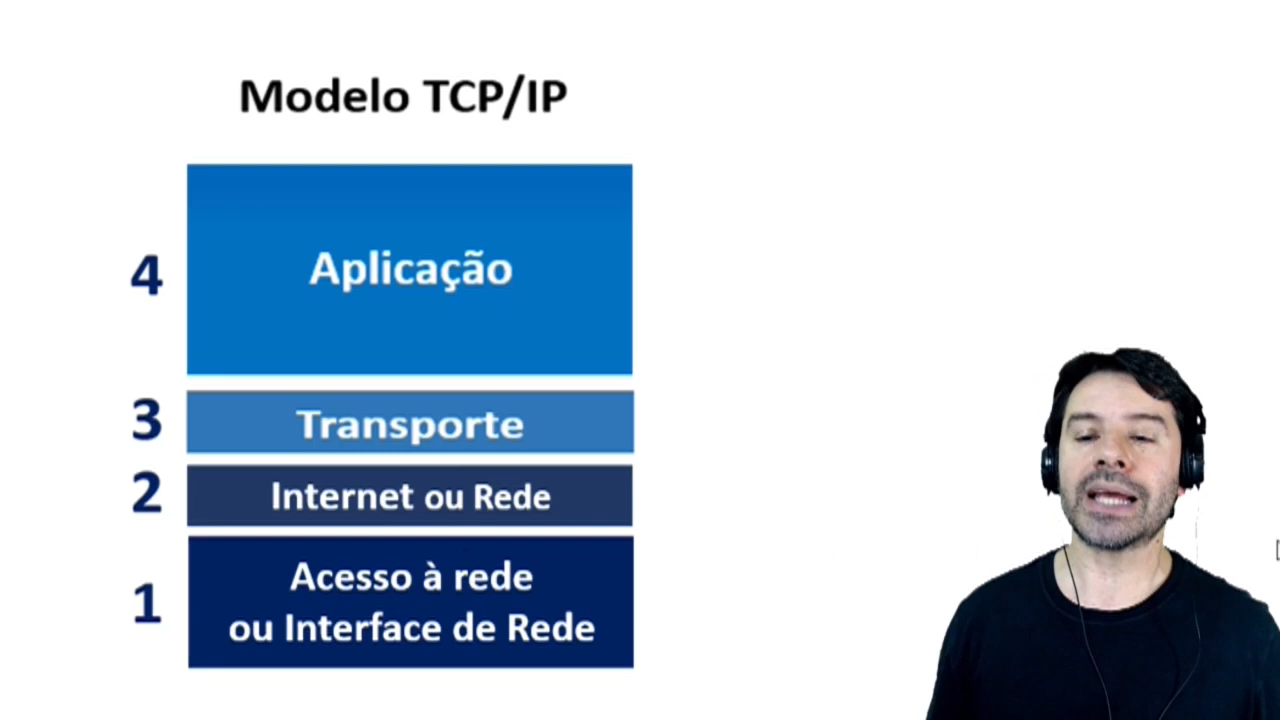 Modelo TCP/IP
4
Aplicação
3
Transporte
2
Internet ou Rede
1
Acesso à rede
ou Interface de Rede